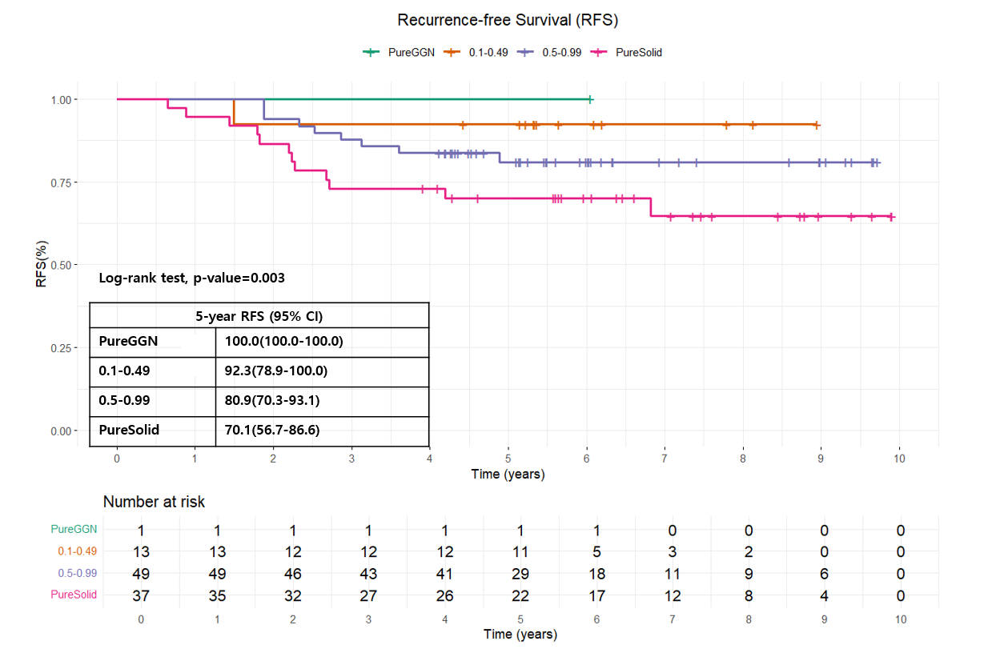 Recurrence-free Survival (RFS)
PureGGN 0.1-0.49 0.5-0.99 PureSolid
1.00
0.75
0.50
0.25
0.00
RFS(%)
Log-rank test, p-value=0.003
5-year RFS (95% CI)
PureGGN 100.0(100.0-100.0)
0.1-0.49 92.3(78.9-100.0)
0.5-0.99 80.9(70.3-93.1)
PureSolid 70.1(56.7-86.6)
0 1 2 3 4 5 6 7 8 9 10
Time (years)
Number at risk
PureGGN 1 1 1 1 1 1 1 0 0 0 0
0.1-0.49 13 13 12 12 12 11 5 3 2 0 0
0.5-0.99 49 49 46 43 41 29 18 11 9 6 0
PureSolid 37 35 32 27 26 22 17 12 8 4 0
0 1 2 3 4 5 6 7 8 9 10
Time (years)